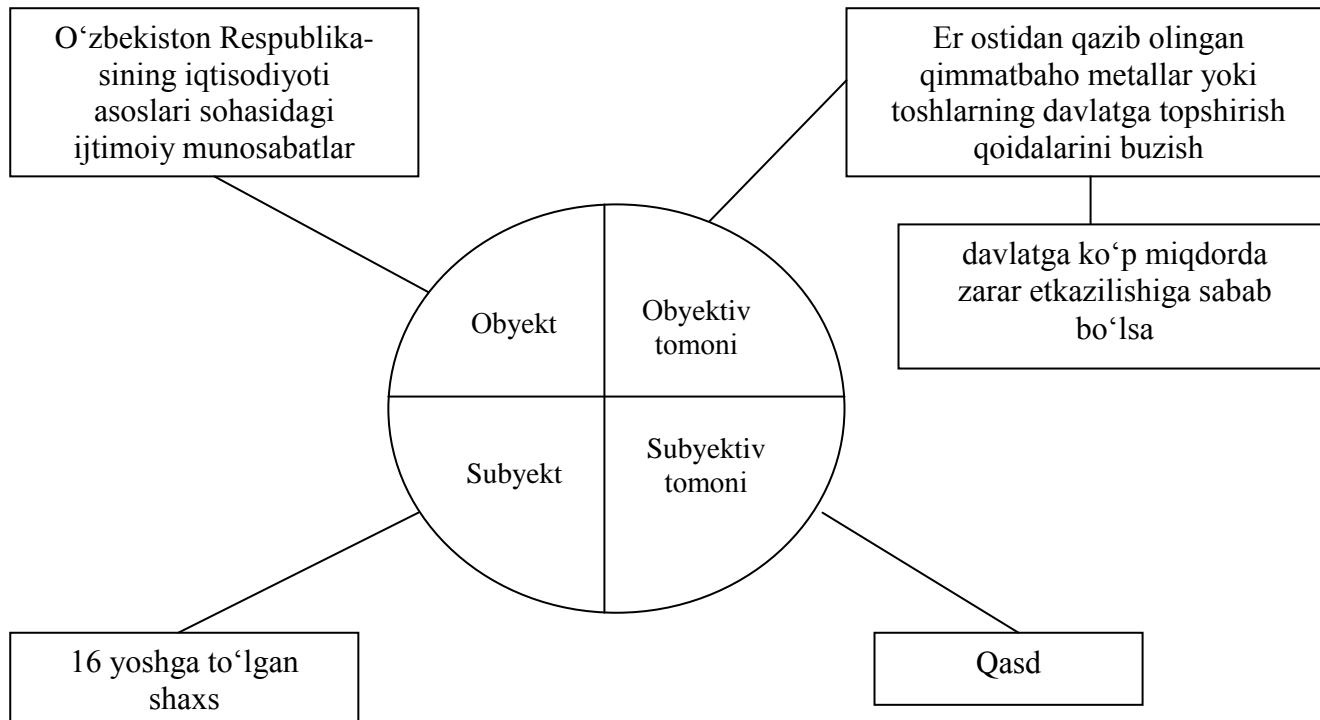 O‘zbekiston Respublika-
sining iqtisodiyoti
asoslari sohasidagi
ijtimoiy munosabatlar
Er ostidan qazib olingan
qimmatbaho metallar yoki
toshlarning davlatga topshirish
qoidalarini buzish
davlatga ko‘p miqdorda
zarar etkazilishiga sabab
bo‘lsa
Obyekt
Obyektiv
tomoni
Subyekt
Subyektiv
tomoni
16 yoshga to‘lgan
shaxs
Qasd